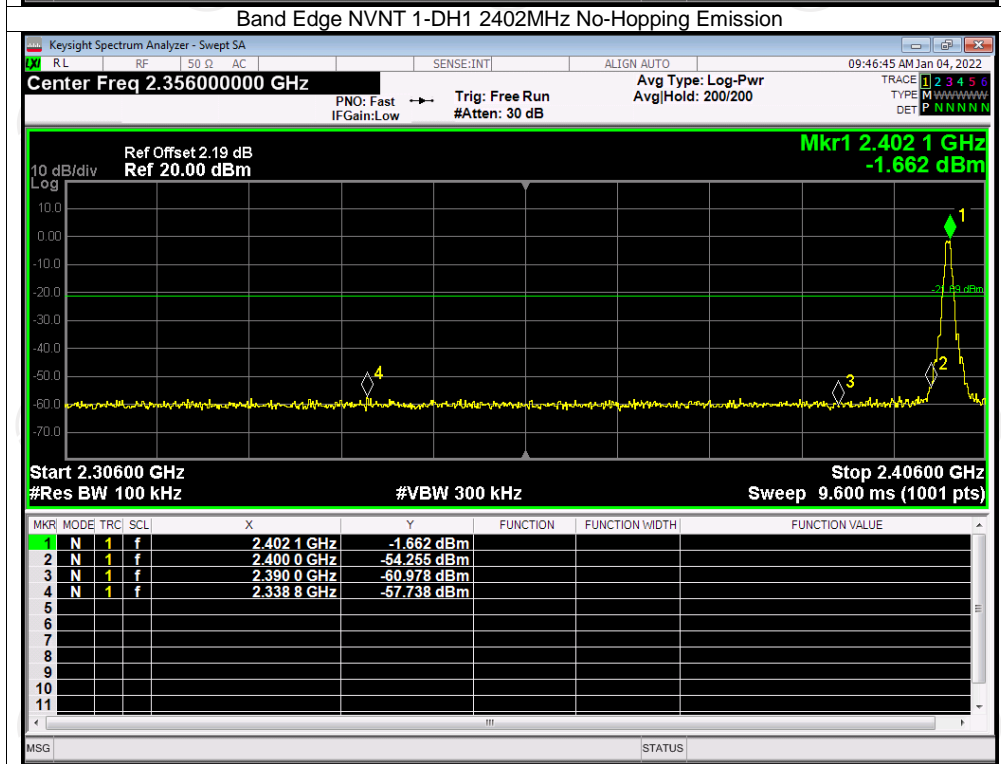 Band Edge NVNT 1-DH1 2402MHz No-Hopping Emission
Keysight Spectrum Analyzer - Swept SA
LXI RL RF 50 Ω AC SENSE:INT ALIGN AUTO 09:46:45 AM Jan 04, 2022
Center Freq 2.356000000 GHz Avg Type: Log-Pwr TRACE 1 2 3 4 5 6
PNO: Fast Trig: Free Run Avg|Hold: 200/200 TYPE M WWWWW
IFGain:Low #Atten: 30 dB DET P N N N N N
Mkr1 2.402 1 GHz
Ref Offset 2.19 dB
10 dB/div Ref 20.00 dBm -1.662 dBm
Log
10.0
1
0.00
-10.0
-20.0
dBm
-30.0
-40.0
-50.0
4
3
2
-60.0
-70.0
Start 2.30600 GHz Stop 2.40600 GHz
#Res BW 100 kHz #VBW 300 kHz Sweep 9.600 ms (1001 pts)
MKR MODE TRC SCL X Y FUNCTION FUNCTION WIDTH FUNCTION VALUE
1 N 1 f 2.402 1 GHz -1.662 dBm
2 N 1 f 2.400 0 GHz -54.255 dBm
3 N 1 f 2.390 0 GHz -60.978 dBm
4 N 1 f 2.338 8 GHz -57.738 dBm
5
6
7
8
9
10
11
MSG STATUS